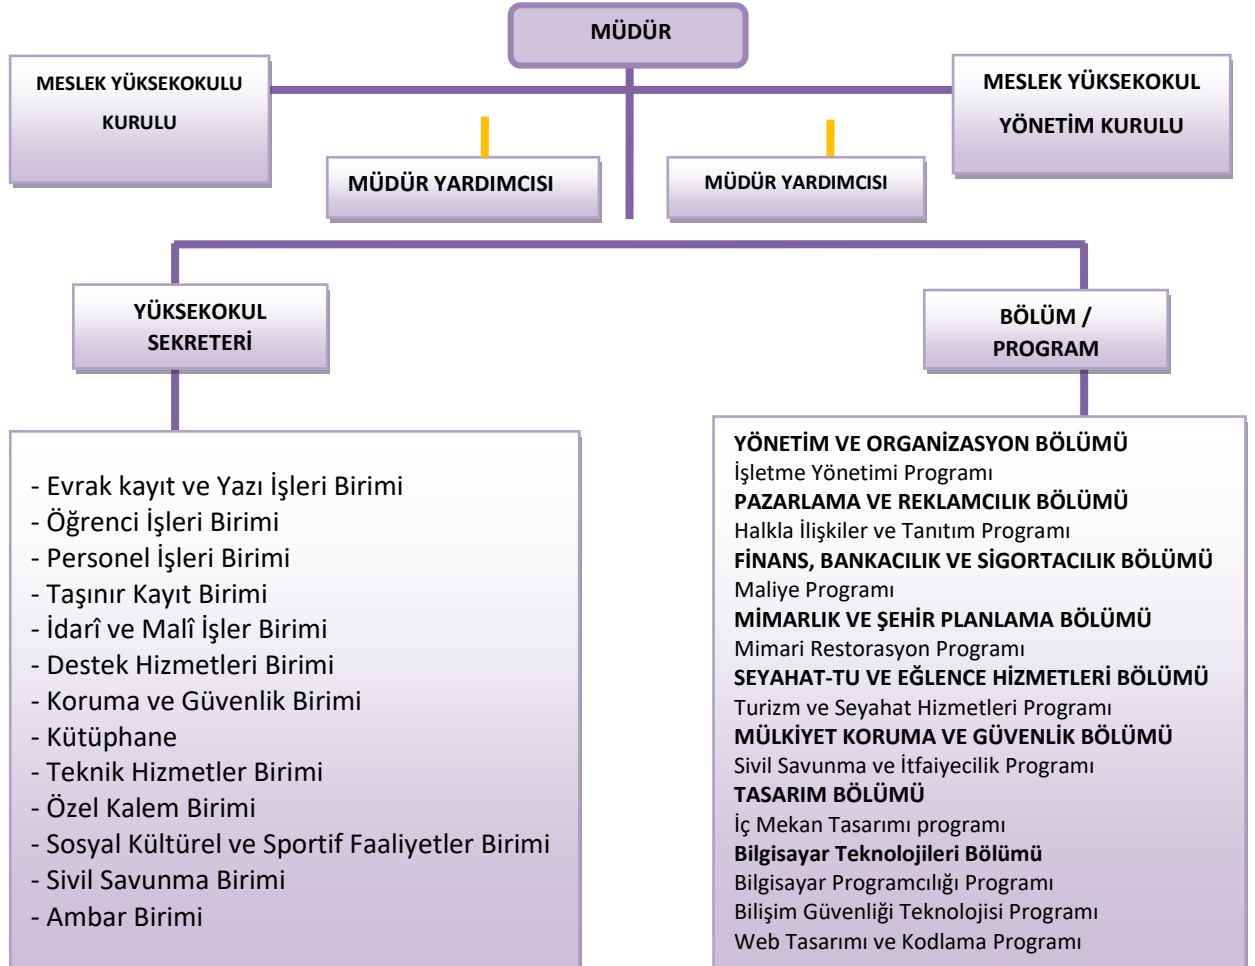 MÜDÜR
MESLEK YÜKSEKOKULU
KURULU
MESLEK YÜKSEKOKUL
YÖNETİM KURULU
MÜDÜR YARDIMCISI
MÜDÜR YARDIMCISI
YÜKSEKOKUL
SEKRETERİ
BÖLÜM /
PROGRAM
- Evrak kayıt ve Yazı İşleri Birimi
- Öğrenci İşleri Birimi
- Personel İşleri Birimi
- Taşınır Kayıt Birimi
- İdarî ve Malî İşler Birimi
- Destek Hizmetleri Birimi
- Koruma ve Güvenlik Birimi
- Kütüphane
- Teknik Hizmetler Birimi
- Özel Kalem Birimi
- Sosyal Kültürel ve Sportif Faaliyetler Birimi
- Sivil Savunma Birimi
- Ambar Birimi
YÖNETİM VE ORGANİZASYON BÖLÜMÜ
İşletme Yönetimi Programı
PAZARLAMA VE REKLAMCILIK BÖLÜMÜ
Halkla İlişkiler ve Tanıtım Programı
FİNANS, BANKACILIK VE SİGORTACILIK BÖLÜMÜ
Maliye Programı
MİMARLIK VE ŞEHİR PLANLAMA BÖLÜMÜ
Mimari Restorasyon Programı
SEYAHAT-TU VE EĞLENCE HİZMETLERİ BÖLÜMÜ
Turizm ve Seyahat Hizmetleri Programı
MÜLKİYET KORUMA VE GÜVENLİK BÖLÜMÜ
Sivil Savunma ve İtfaiyecilik Programı
TASARIM BÖLÜMÜ
İç Mekan Tasarımı programı
Bilgisayar Teknolojileri Bölümü
Bilgisayar Programcılığı Programı
Bilişim Güvenliği Teknolojisi Programı
Web Tasarımı ve Kodlama Programı